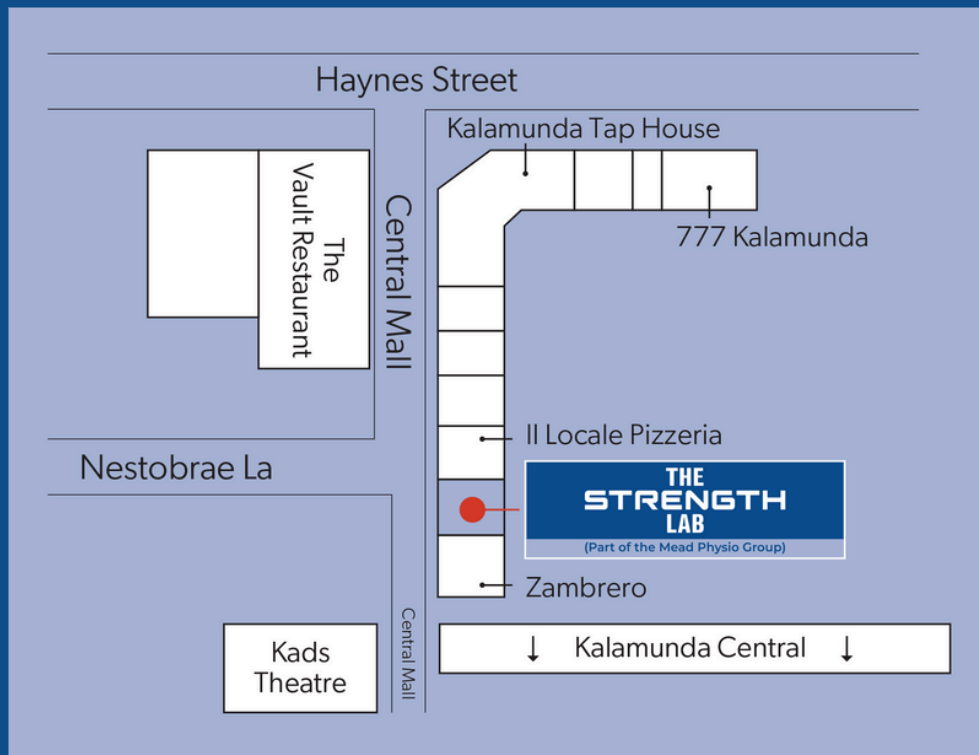 Haynes Street
Kalamunda Tap House
The
Vault Restaurant
Central Mall
777 Kalamunda
Il Locale Pizzeria
Nestobrae La
THE
STRENGTH
LAB
(Part of the Mead Physio Group)
Zambrero
Central Mall
Kads
Theatre
↓ Kalamunda Central ↓